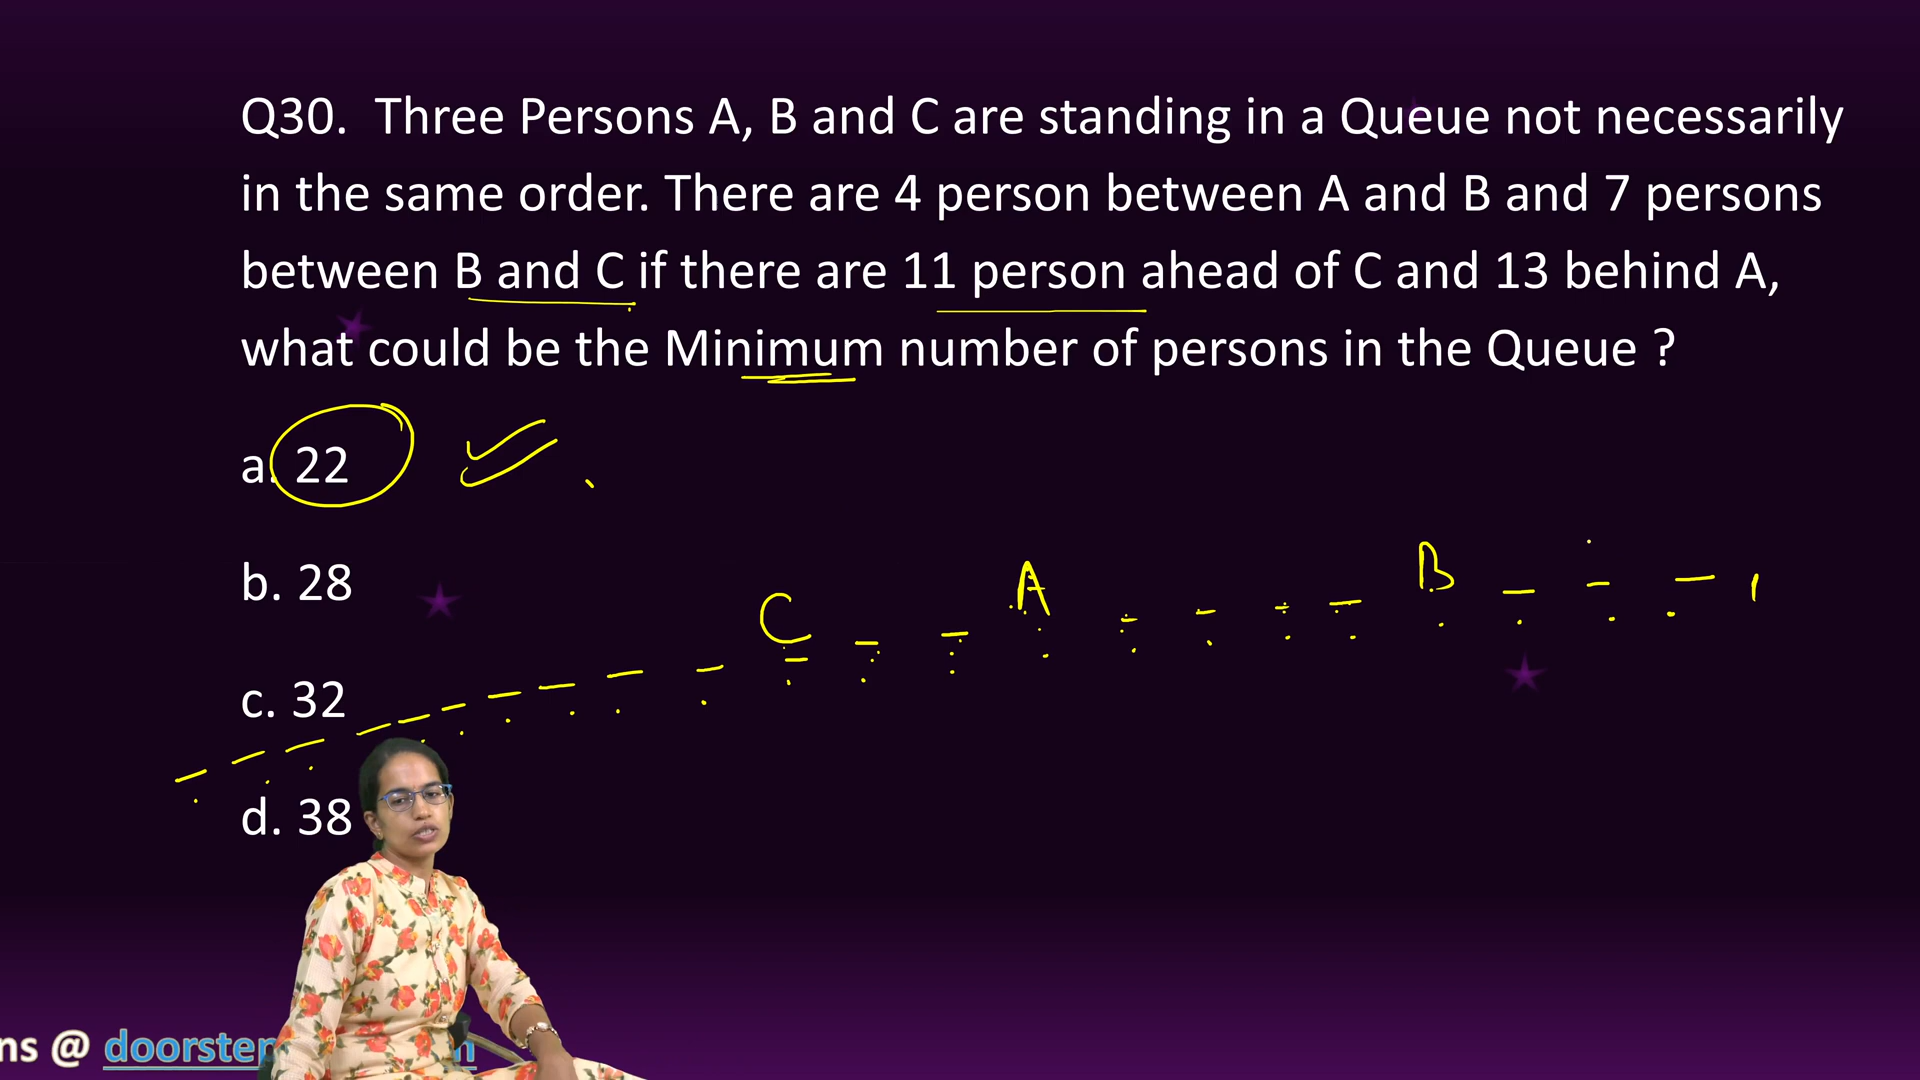 Q30. Three Persons A, B and C are standing in a Queue not necessarily
in the same order. There are 4 person between A and B and 7 persons
between B and C if there are 11 person ahead of C and 13 behind A,
what could be the Minimum number of persons in the Queue ?
a. 22
b. 28
C A B
c. 32
d. 38
ns @ doorstep